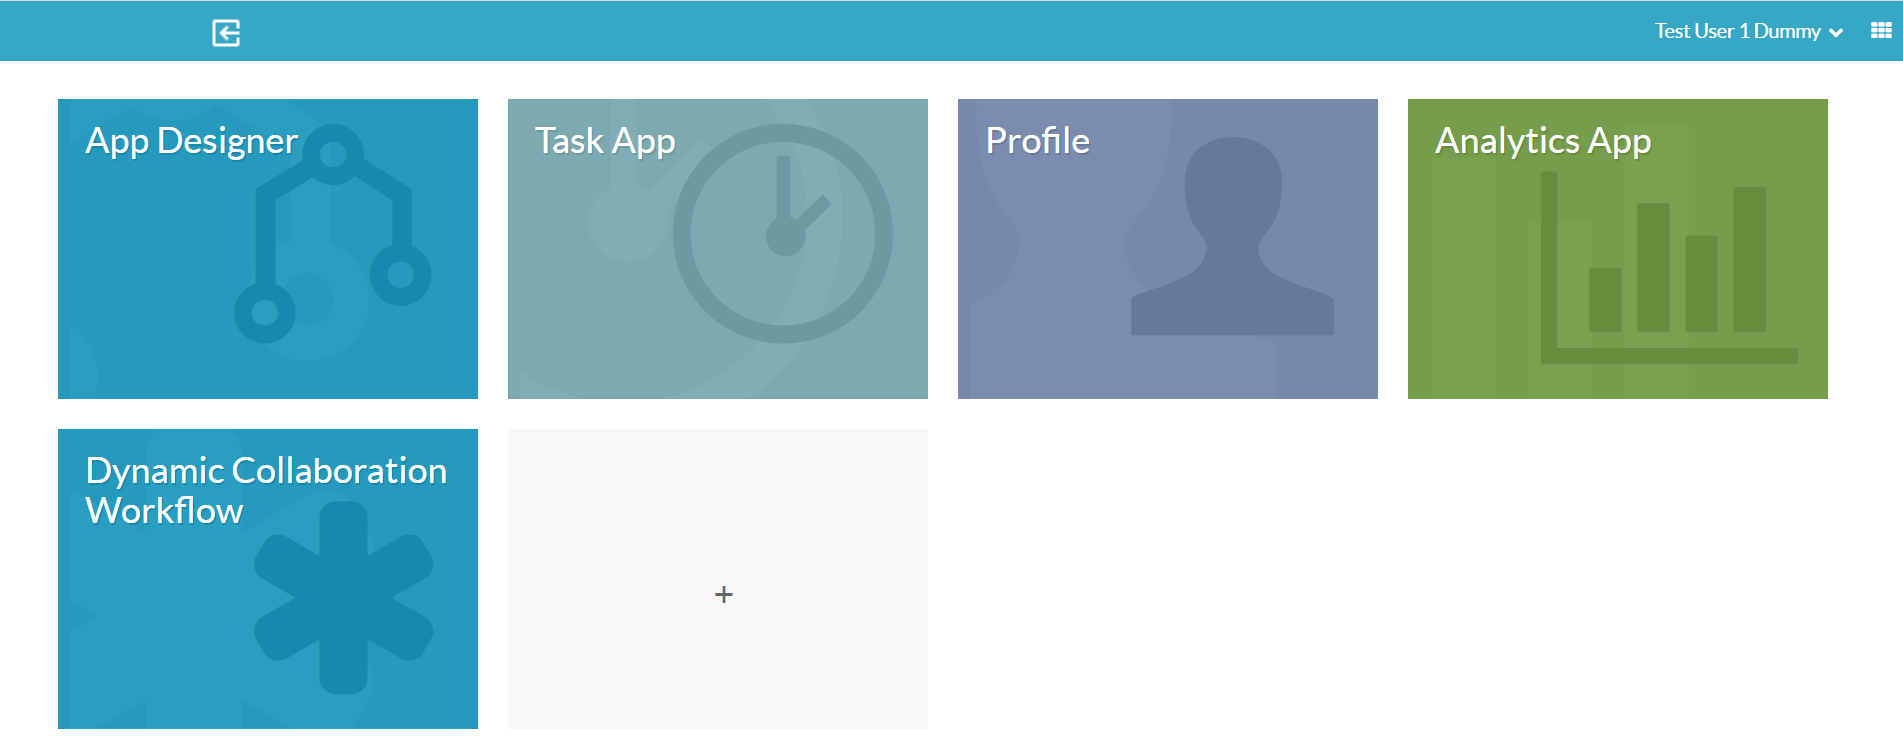 Test User 1 Dummy
App Designer
Task App
Profile
Analytics App
Dynamic Collaboration
Workflow
+